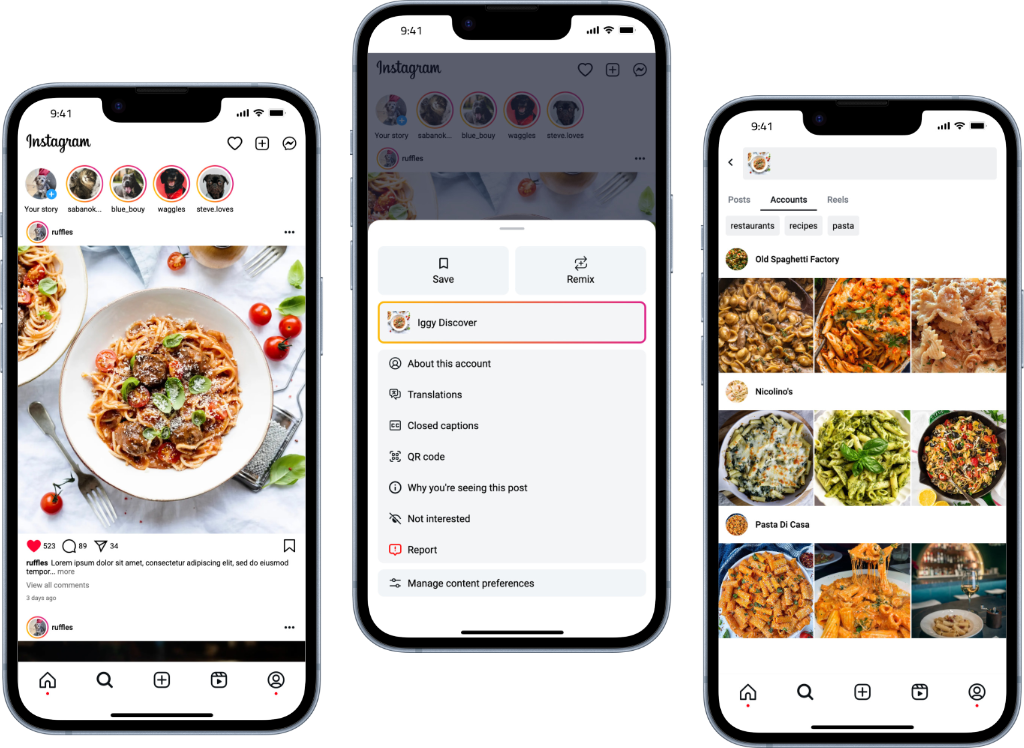 9:41
Instagram
Your story
sabanok...
blue_bouy
waggles
steve.loves
ruffles
523
89
34
ruffles Lorem ipsum dolor sit amet, consectetur adipiscing elit, sed do eiusmod
tempor... more
View all comments
3 days ago
ruffles
9:41
Instagram
Your story
sabanok...
blue_bouy
waggles
steve.loves
ruffles
Save
Remix
Iggy Discover
About this account
Translations
CC Closed captions
QR code
Why you're seeing this post
Not interested
Report
Manage content preferences
9:41
Posts
Accounts
Reels
restaurants
recipes
pasta
Old Spaghetti Factory
Nicolino's
Pasta Di Casa